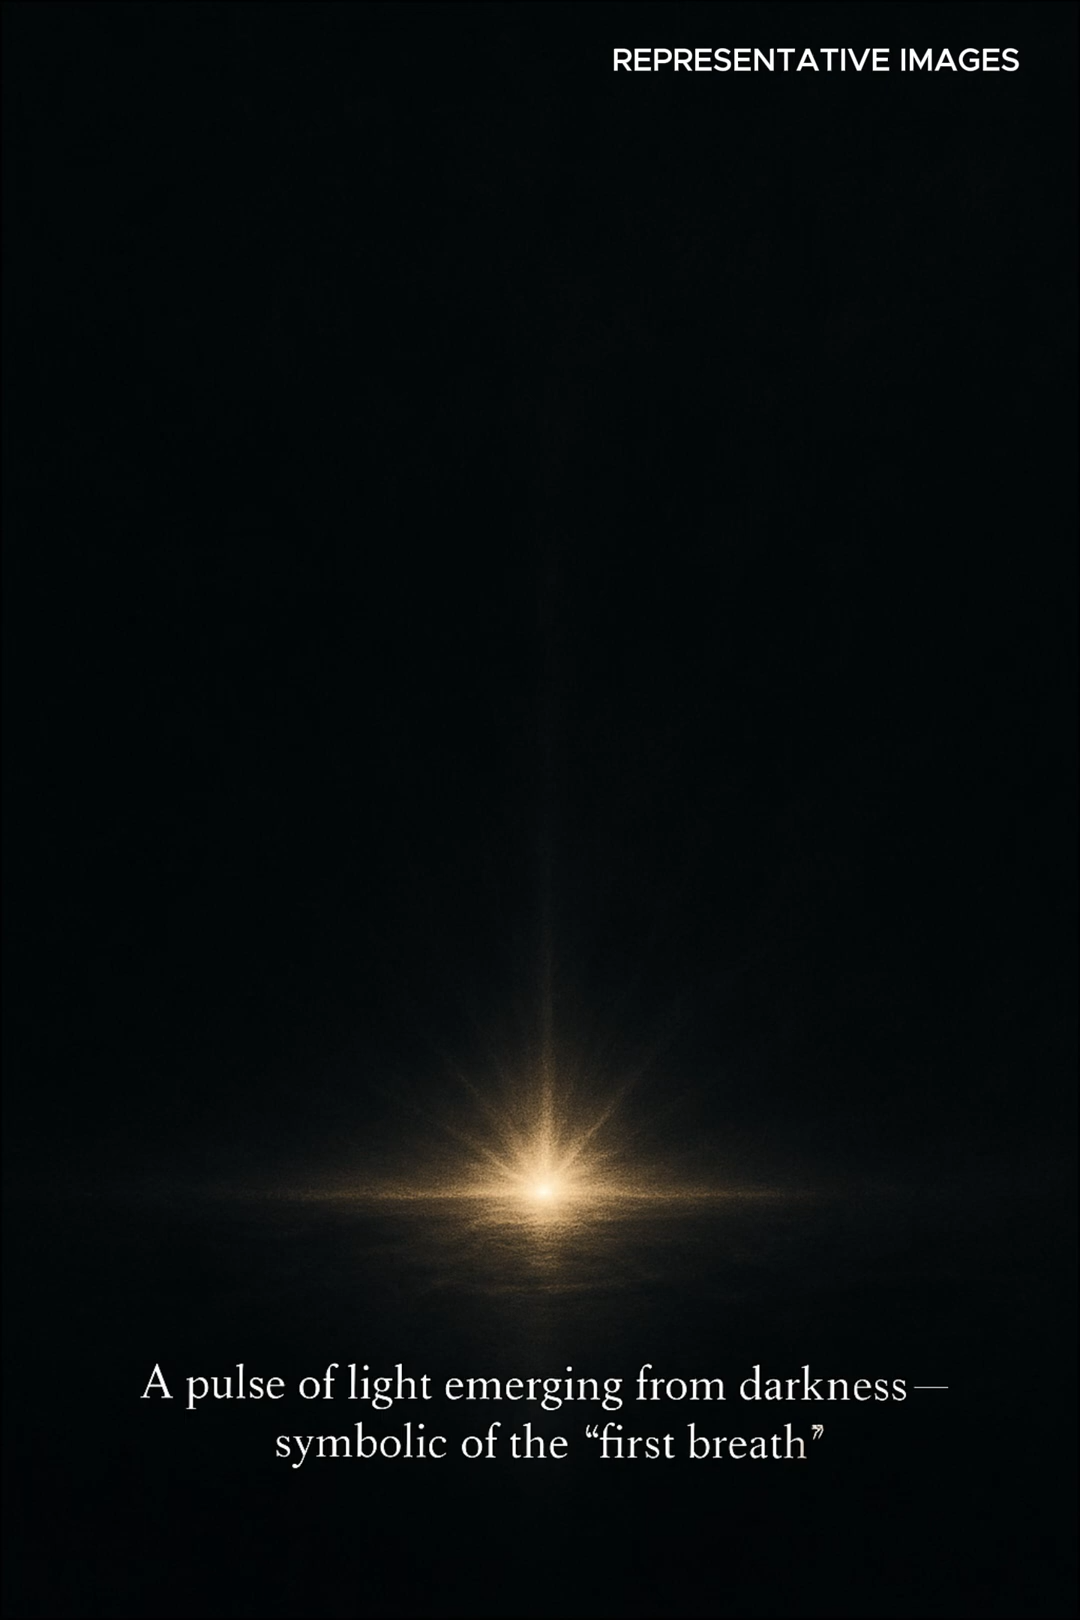 REPRESENTATIVE IMAGES
A pulse of light emerging from darkness—
symbolic of the “first breath”